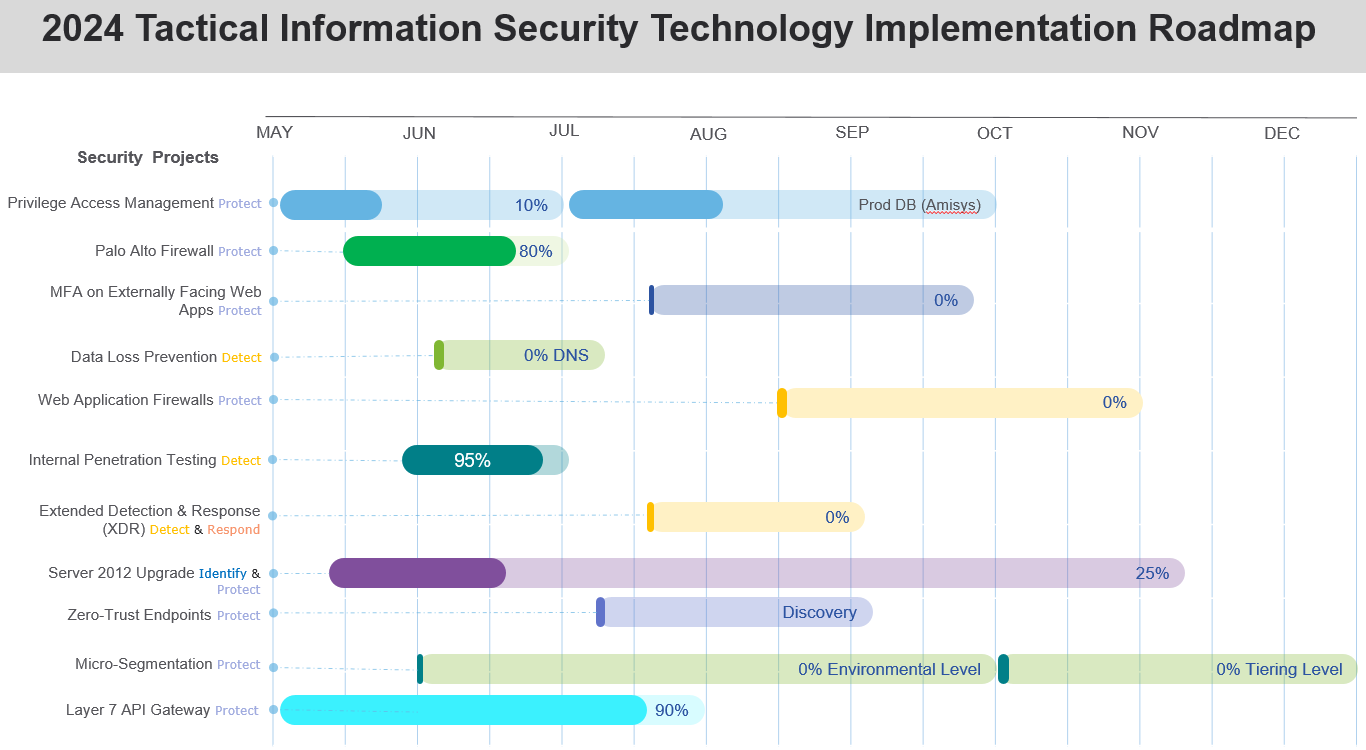 2024 Tactical Information Security Technology Implementation Roadmap
MAY JUN JUL AUG SEP OCT NOV DEC
Security Projects
Privilege Access Management Protect 10% Prod DB (Amisys)
Palo Alto Firewall Protect 80%
MFA on Externally Facing Web
Apps Protect 0%
Data Loss Prevention Detect 0% DNS
Web Application Firewalls Protect 0%
Internal Penetration Testing Detect 95%
Extended Detection & Response
(XDR) Detect & Respond 0%
Server 2012 Upgrade Identify & 25%
Protect
Zero-Trust Endpoints Protect Discovery
Micro-Segmentation Protect 0% Environmental Level 0% Tiering Level
Layer 7 API Gateway Protect 90%